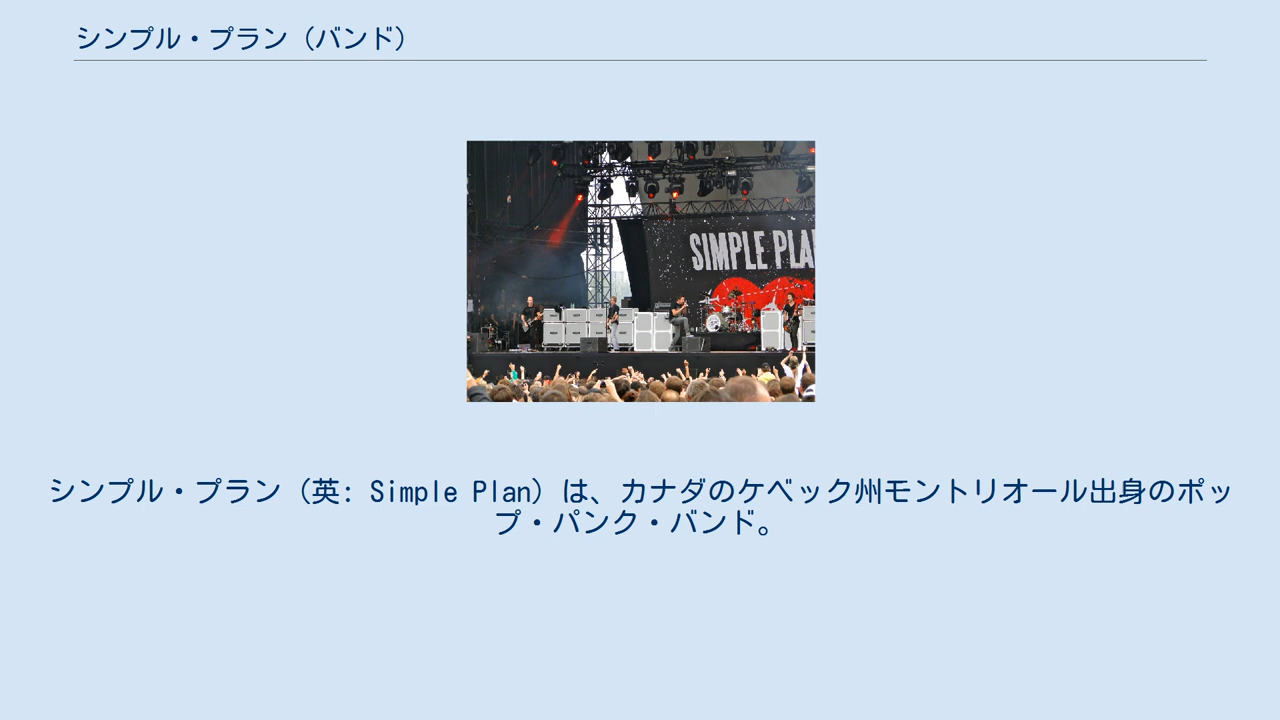 シンプル・プラン（バンド）
SIMPLE PLA
シンプル・プラン（英: Simple Plan）は、カナダのケベック州モントリオール出身のポッ
プ・パンク・バンド。